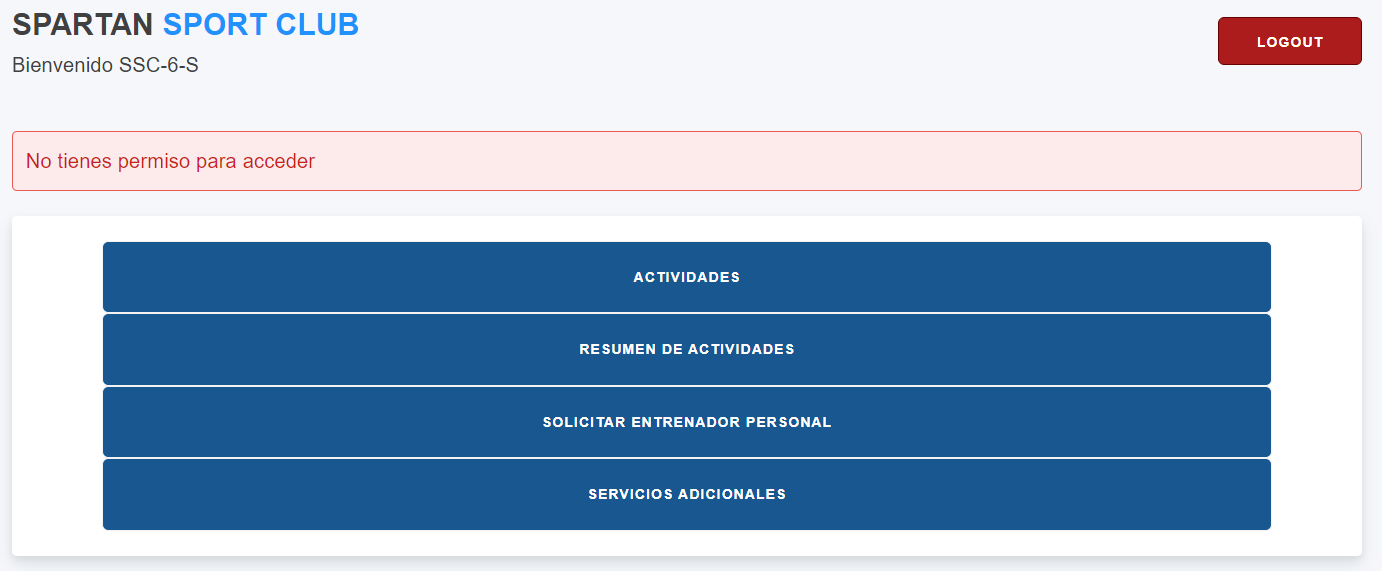 SPARTAN SPORT CLUB
LOGOUT
Bienvenido SSC-6-S
No tienes permiso para acceder
ACTIVIDADES
RESUMEN DE ACTIVIDADES
SOLICITAR ENTRENADOR PERSONAL
SERVICIOS ADICIONALES